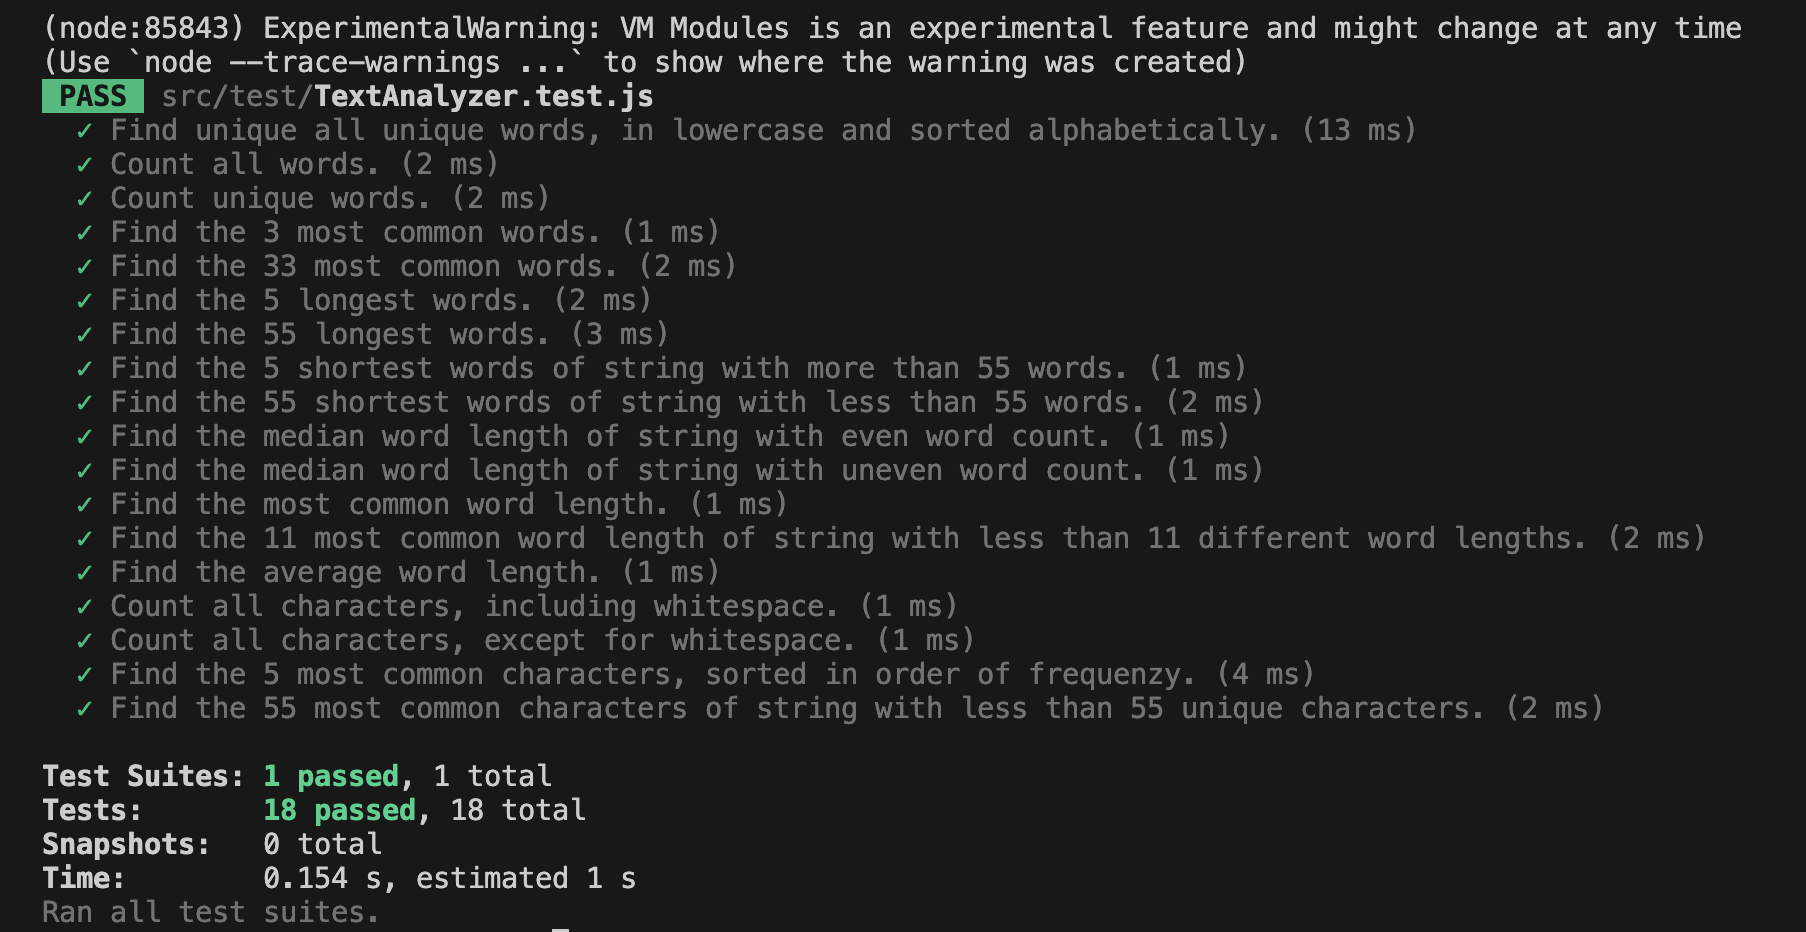 (node:85843) ExperimentalWarning: VM Modules is an experimental feature and might change at any time
(Use `node --trace-warnings ...` to show where the warning was created)
PASS src/test/TextAnalyzer.test.js
✓ Find unique all unique words, in lowercase and sorted alphabetically. (13 ms)
✓ Count all words. (2 ms)
✓ Count unique words. (2 ms)
✓ Find the 3 most common words. (1 ms)
✓ Find the 33 most common words. (2 ms)
✓ Find the 5 longest words. (2 ms)
✓ Find the 55 longest words. (3 ms)
✓ Find the 5 shortest words of string with more than 55 words. (1 ms)
✓ Find the 55 shortest words of string with less than 55 words. (2 ms)
✓ Find the median word length of string with even word count. (1 ms)
✓ Find the median word length of string with uneven word count. (1 ms)
✓ Find the most common word length. (1 ms)
✓ Find the 11 most common word length of string with less than 11 different word lengths. (2 ms)
✓ Find the average word length. (1 ms)
✓ Count all characters, including whitespace. (1 ms)
✓ Count all characters, except for whitespace. (1 ms)
✓ Find the 5 most common characters, sorted in order of frequenzy. (4 ms)
✓ Find the 55 most common characters of string with less than 55 unique characters. (2 ms)
Test Suites: 1 passed, 1 total
Tests: 18 passed, 18 total
Snapshots: 0 total
Time: 0.154 s, estimated 1 s
Ran all test suites.